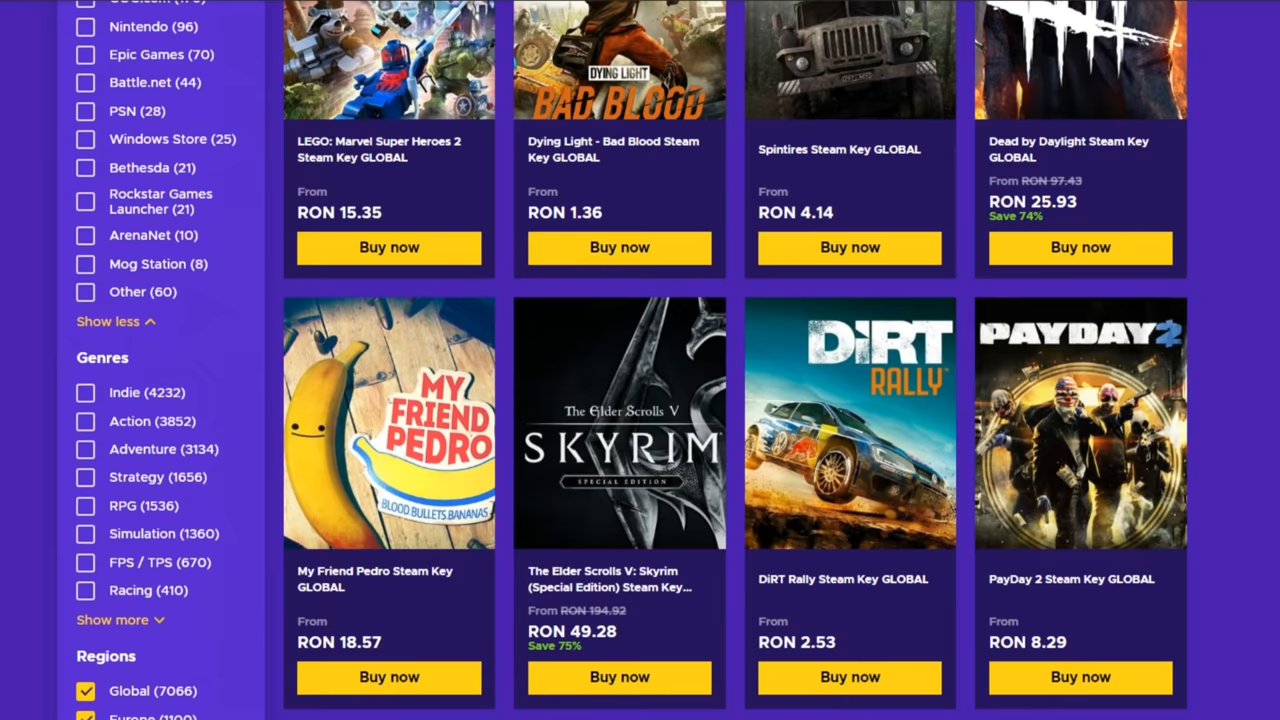 Nintendo (96)
Epic Games (70)
Battle.net (44)
PSN (28)
Windows Store (25)
Bethesda (21)
Rockstar Games
Launcher (21)
ArenaNet (10)
Mog Station (8)
Other (60)
Show less
Genres
Indie (4232)
Action (3852)
Adventure (3134)
Strategy (1656)
RPG (1536)
Simulation (1360)
FPS / TPS (670)
Racing (410)
Show more
Regions
Global (7066)
Europe (1100)
LEGO: Marvel Super Heroes 2
Steam Key GLOBAL
From
RON 15.35
Buy now
DYING LIGHT
BAD BLOOD
Dying Light - Bad Blood Steam
Key GLOBAL
From
RON 1.36
Buy now
Spintires Steam Key GLOBAL
From
RON 4.14
Buy now
Dead by Daylight Steam Key
GLOBAL
From RON 97.43
RON 25.93
Save 74%
Buy now
MY
FRIEND
PEDRO
BLOOD BULLETS BANANAS
My Friend Pedro Steam Key
GLOBAL
From
RON 18.57
Buy now
The Elder Scrolls V
SKYRIM
SPECIAL EDITION
The Elder Scrolls V: Skyrim
(Special Edition) Steam Key...
From RON 194.92
RON 49.28
Save 75%
Buy now
DiRT
RALLY
DiRT Rally Steam Key GLOBAL
From
RON 2.53
Buy now
PAYDAY 2
PayDay 2 Steam Key GLOBAL
From
RON 8.29
Buy now